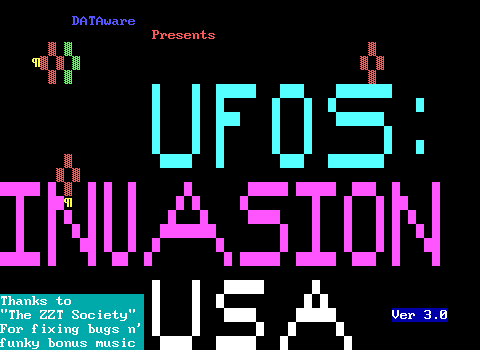 DATAware
Presents
UFOS:
INVASION
USA
Thanks to
"The ZZT Society"
For fixing bugs n'
funky bonus music
Ver 3.0